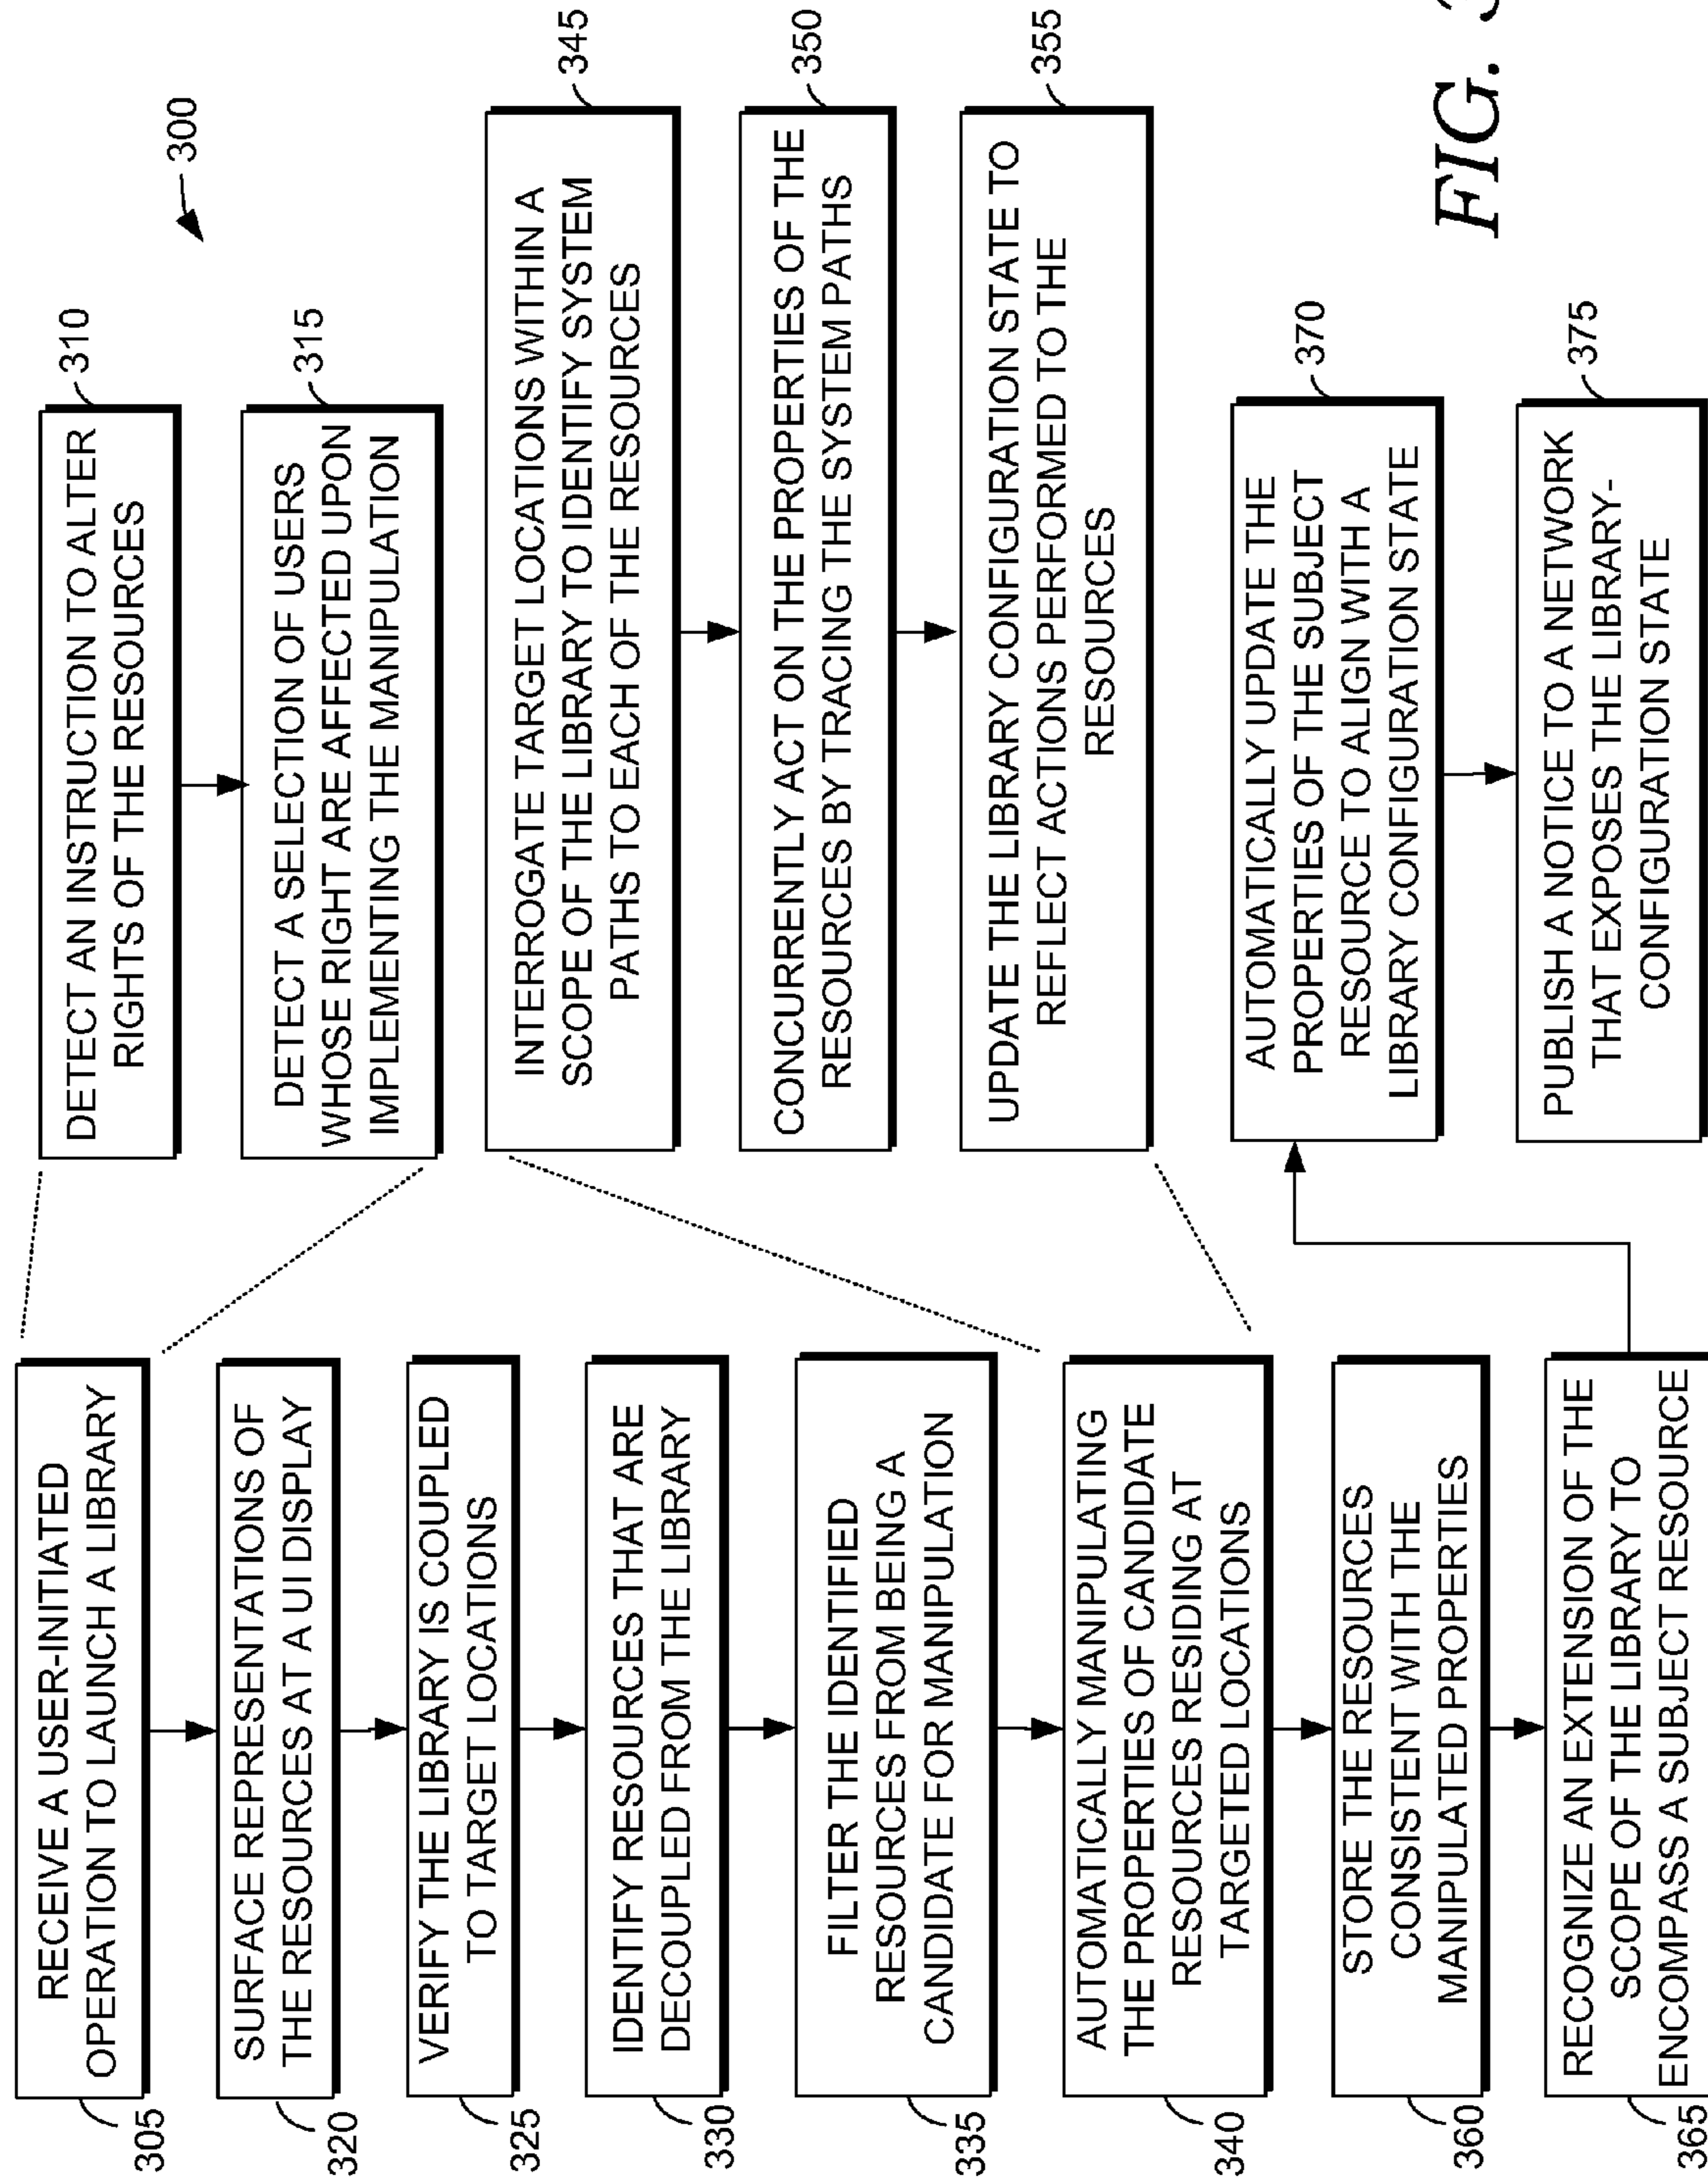 300
305
RECEIVE A USER-INITIATED
OPERATION TO LAUNCH A LIBRARY
310
DETECT AN INSTRUCTION TO ALTER
RIGHTS OF THE RESOURCES
315
DETECT A SELECTION OF USERS
WHOSE RIGHT ARE AFFECTED UPON
IMPLEMENTING THE MANIPULATION
320
SURFACE REPRESENTATIONS OF
THE RESOURCES AT A UI DISPLAY
325
VERIFY THE LIBRARY IS COUPLED
TO TARGET LOCATIONS
330
IDENTIFY RESOURCES THAT ARE
DECOUPLED FROM THE LIBRARY
335
FILTER THE IDENTIFIED
RESOURCES FROM BEING A
CANDIDATE FOR MANIPULATION
340
AUTOMATICALLY MANIPULATING
THE PROPERTIES OF CANDIDATE
RESOURCES RESIDING AT
TARGETED LOCATIONS
345
INTERROGATE TARGET LOCATIONS WITHIN A
SCOPE OF THE LIBRARY TO IDENTIFY SYSTEM
PATHS TO EACH OF THE RESOURCES
350
CONCURRENTLY ACT ON THE PROPERTIES OF THE
RESOURCES BY TRACING THE SYSTEM PATHS
355
UPDATE THE LIBRARY CONFIGURATION STATE TO
REFLECT ACTIONS PERFORMED TO THE
RESOURCES
360
STORE THE RESOURCES
CONSISTENT WITH THE
MANIPULATED PROPERTIES
365
RECOGNIZE AN EXTENSION OF THE
SCOPE OF THE LIBRARY TO
ENCOMPASS A SUBJECT RESOURCE
370
AUTOMATICALLY UPDATE THE
PROPERTIES OF THE SUBJECT
RESOURCE TO ALIGN WITH A
LIBRARY CONFIGURATION STATE
375
PUBLISH A NOTICE TO A NETWORK
THAT EXPOSES THE LIBRARY-
CONFIGURATION STATE
FIG. 3